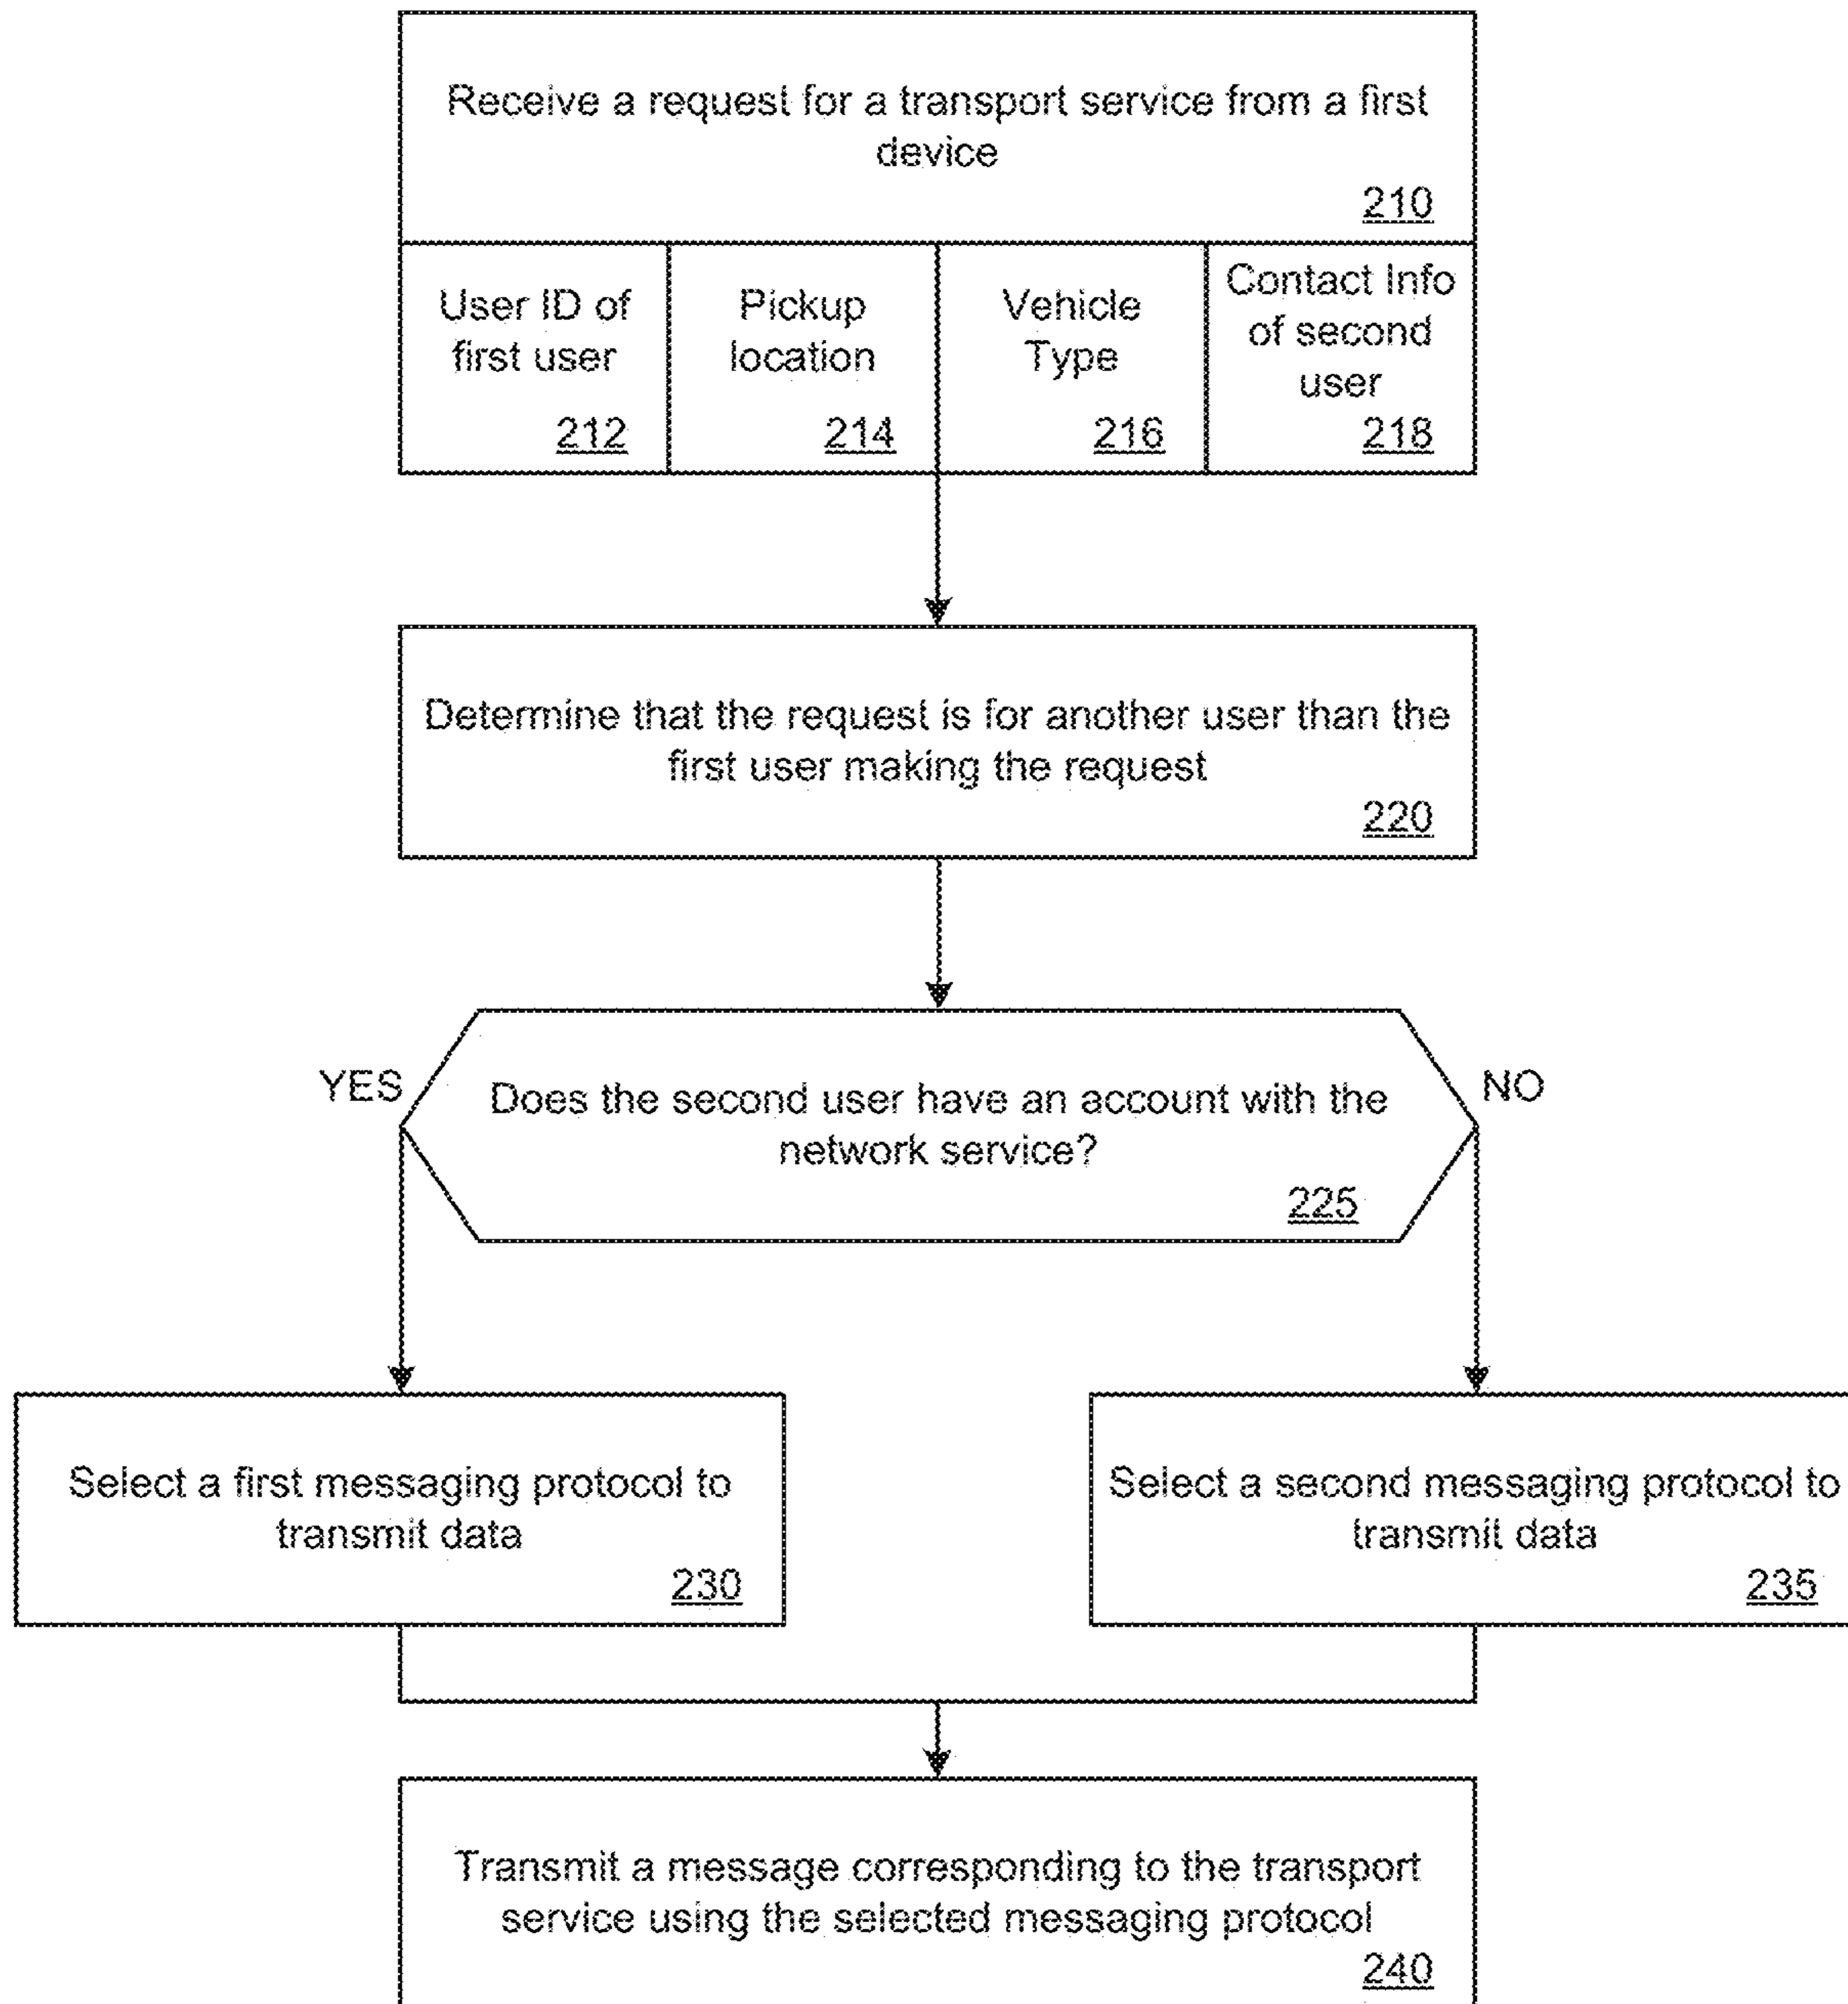 Receive a request for a transport service from a first
device
210
User ID of
first user
212
Pickup
location
214
Vehicle
Type
216
Contact Info
of second
user
218
Determine that the request is for another user than the
first user making the request
220
YES
NO
Does the second user have an account with the
network service?
225
Select a first messaging protocol to
transmit data
230
Select a second messaging protocol to
transmit data
235
Transmit a message corresponding to the transport
service using the selected messaging protocol
240